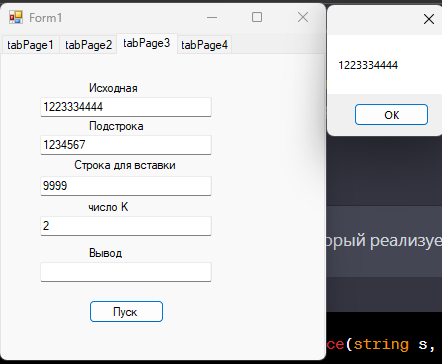 Form1
tabPage1 tabPage2 tabPage3 tabPage4
Исходная
1223334444
Подстрока
1234567
Строка для вставки
9999
число K
2
Вывод
Пуск
1223334444
OK
орый реализуе
ce(string s,